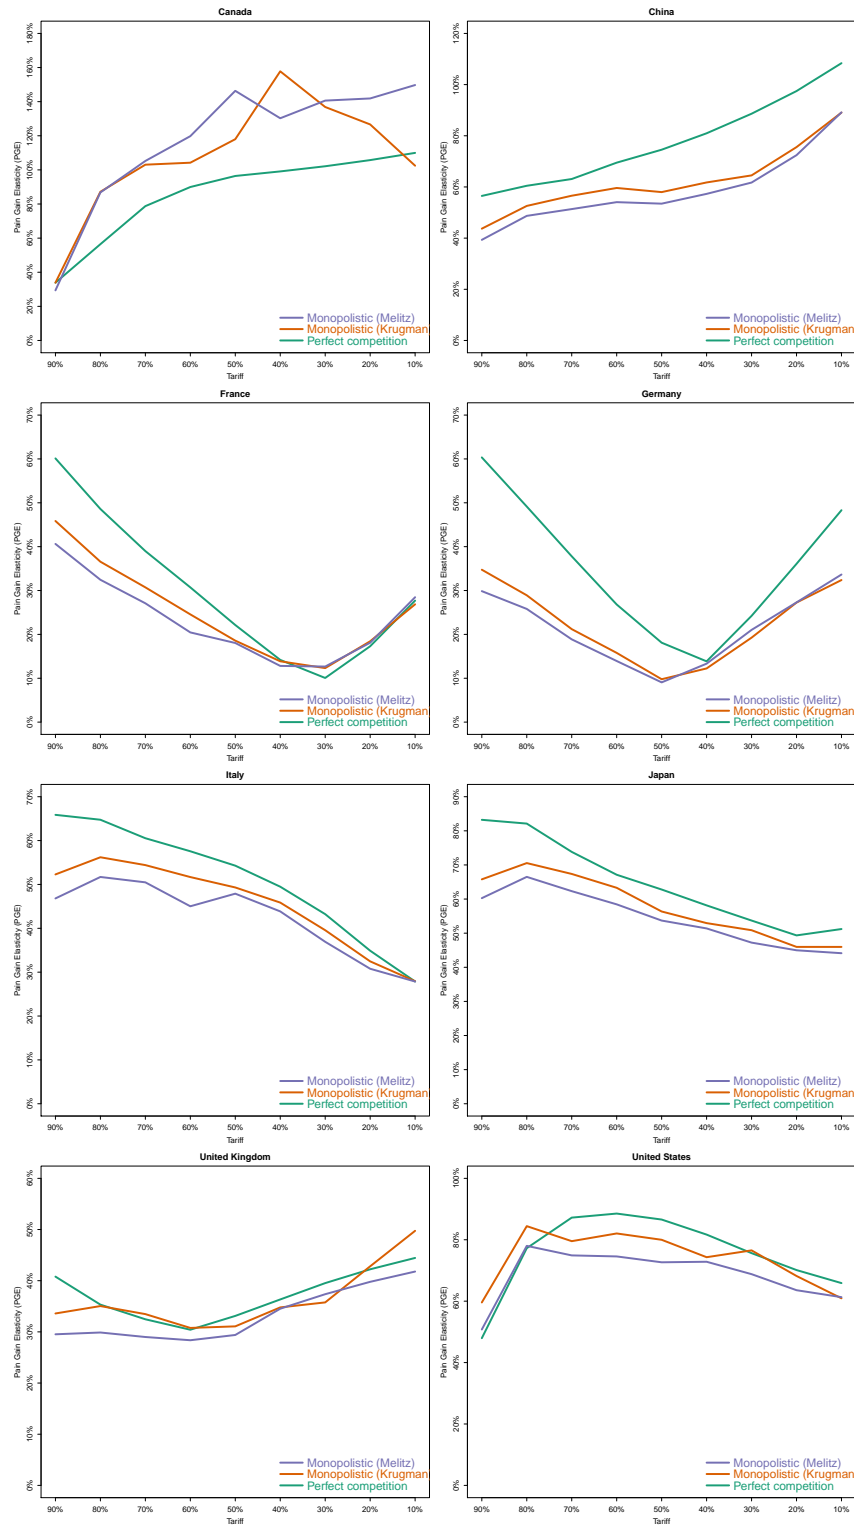 Canada
Pain Gain Elasticity (PGE)
0% 20% 40% 60% 80% 100% 120% 140% 160% 180%
Monopolistic (Melitz)
Monopolistic (Krugman
Perfect competition
90% 80% 70% 60% 50% 40% 30% 20% 10%
Tariff
China
Pain Gain Elasticity (PGE)
0% 20% 40% 60% 80% 100% 120%
Monopolistic (Melitz)
Monopolistic (Krugman
Perfect competition
90% 80% 70% 60% 50% 40% 30% 20% 10%
Tariff
France
Pain Gain Elasticity (PGE)
0% 10% 20% 30% 40% 50% 60% 70%
Monopolistic (Melitz)
Monopolistic (Krugman
Perfect competition
90% 80% 70% 60% 50% 40% 30% 20% 10%
Tariff
Germany
Pain Gain Elasticity (PGE)
0% 10% 20% 30% 40% 50% 60% 70%
Monopolistic (Melitz)
Monopolistic (Krugman
Perfect competition
90% 80% 70% 60% 50% 40% 30% 20% 10%
Tariff
Italy
Pain Gain Elasticity (PGE)
0% 10% 20% 30% 40% 50% 60% 70%
Monopolistic (Melitz)
Monopolistic (Krugman
Perfect competition
90% 80% 70% 60% 50% 40% 30% 20% 10%
Tariff
Japan
Pain Gain Elasticity (PGE)
0% 10% 20% 30% 40% 50% 60% 70% 80% 90%
Monopolistic (Melitz)
Monopolistic (Krugman
Perfect competition
90% 80% 70% 60% 50% 40% 30% 20% 10%
Tariff
United Kingdom
Pain Gain Elasticity (PGE)
0% 10% 20% 30% 40% 50% 60%
Monopolistic (Melitz)
Monopolistic (Krugman
Perfect competition
90% 80% 70% 60% 50% 40% 30% 20% 10%
Tariff
United States
Pain Gain Elasticity (PGE)
0% 20% 40% 60% 80% 100%
Monopolistic (Melitz)
Monopolistic (Krugman
Perfect competition
90% 80% 70% 60% 50% 40% 30% 20% 10%
Tariff